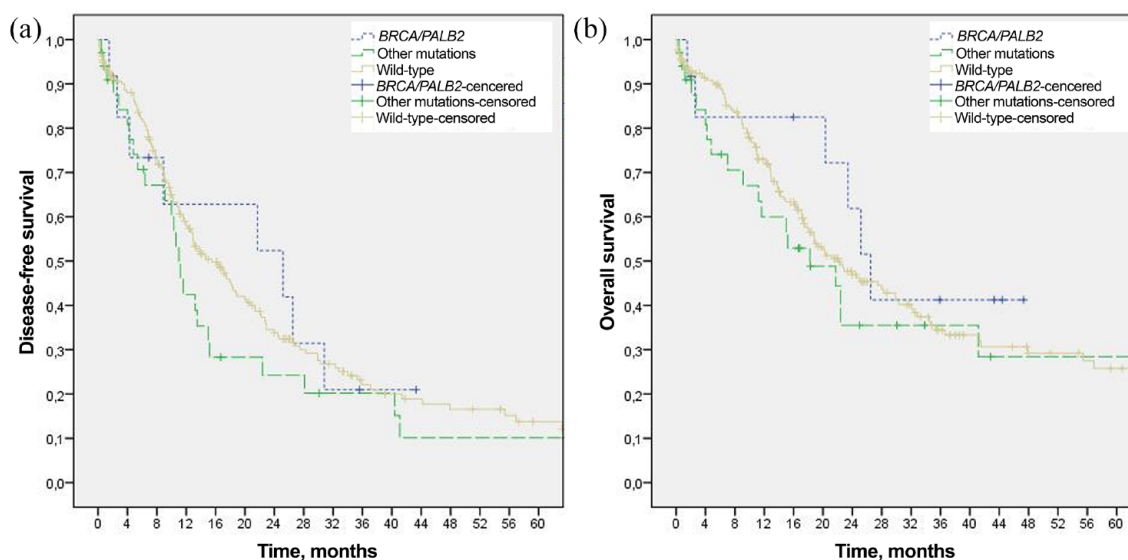 (a)
BRCA/PALB2
Other mutations
Wild-type
BRCA/PALB2-cencered
Other mutations-censored
Wild-type-censored
1,0
0,9
0,8
0,7
0,6
0,5
0,4
0,3
0,2
0,1
0,0
Disease-free survival
0 4 8 12 16 20 24 28 36 40 44 48 52 56 60
Time, months
(b)
BRCA/PALB2
Other mutations
Wild-type
BRCA/PALB2-cencered
Other mutations-censored
Wild-type-censored
1,0
0,9
0,8
0,7
0,6
0,5
0,4
0,3
0,2
0,1
0,0
Overall survival
0 4 8 12 16 20 24 28 36 40 44 48 52 56 60
Time, months